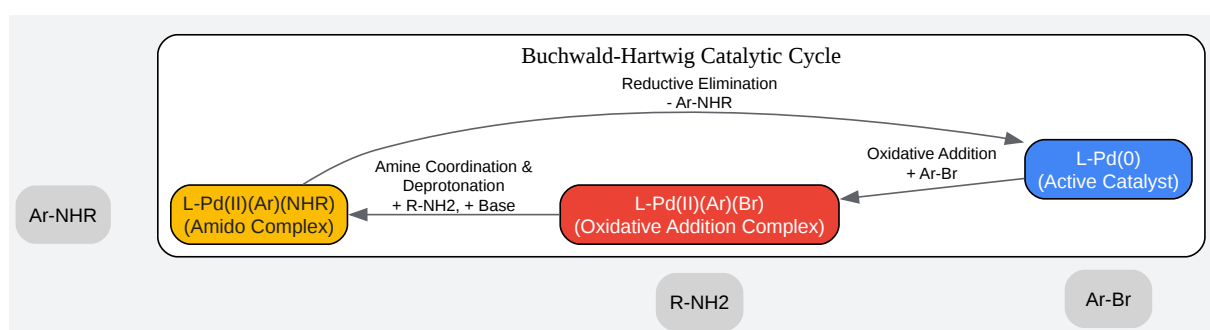 Buchwald-Hartwig Catalytic Cycle
Reductive Elimination
- Ar-NHR
Oxidative Addition
+ Ar-Br
L-Pd(0)
(Active Catalyst)
Amine Coordination &
Deprotonation
+ R-NH2, + Base
L-Pd(II)(Ar)(NHR)
(Amido Complex)
L-Pd(II)(Ar)(Br)
(Oxidative Addition Complex)
Ar-NHR
R-NH2
Ar-Br